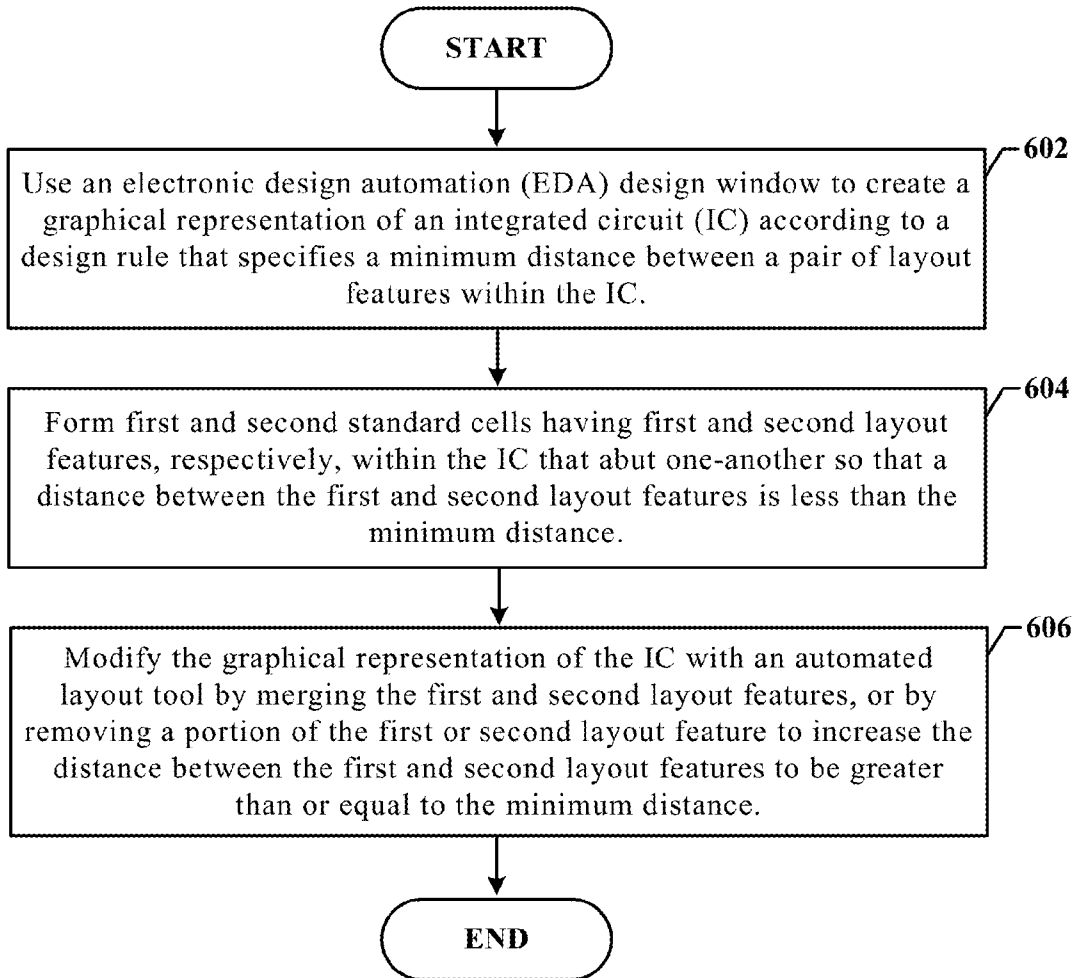 START
602
Use an electronic design automation (EDA) design window to create a
graphical representation of an integrated circuit (IC) according to a
design rule that specifies a minimum distance between a pair of layout
features within the IC.
604
Form first and second standard cells having first and second layout
features, respectively, within the IC that abut one-another so that a
distance between the first and second layout features is less than the
minimum distance.
606
Modify the graphical representation of the IC with an automated
layout tool by merging the first and second layout features, or by
removing a portion of the first or second layout feature to increase the
distance between the first and second layout features to be greater
than or equal to the minimum distance.
END